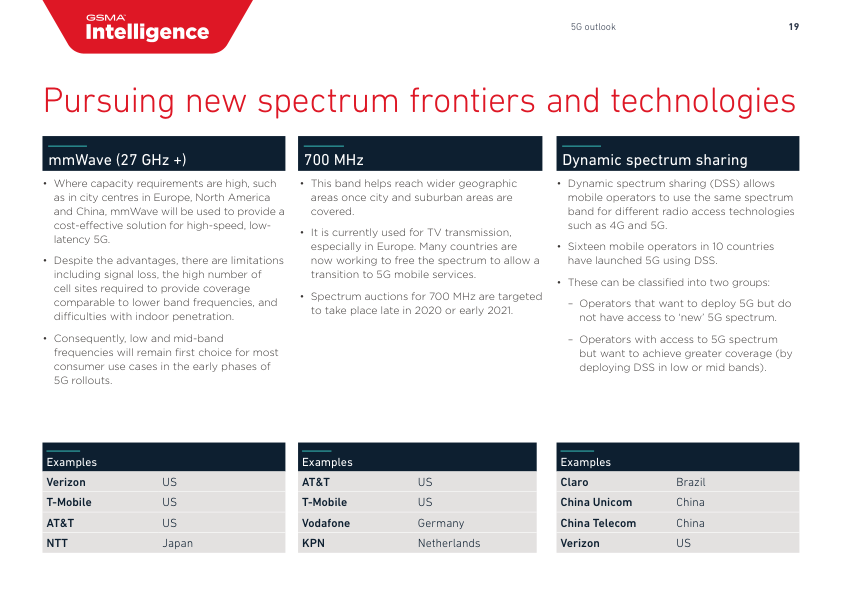 GSMA
Intelligence
5G outlook
19
Pursuing new spectrum frontiers and technologies
mmWave (27 GHz +)
• Where capacity requirements are high, such
as in city centres in Europe, North America
and China, mmWave will be used to provide a
cost-effective solution for high-speed, low-
latency 5G.
• Despite the advantages, there are limitations
including signal loss, the high number of
cell sites required to provide coverage
comparable to lower band frequencies, and
difficulties with indoor penetration.
• Consequently, low and mid-band
frequencies will remain first choice for most
consumer use cases in the early phases of
5G rollouts.
700 MHz
• This band helps reach wider geographic
areas once city and suburban areas are
covered.
• It is currently used for TV transmission,
especially in Europe. Many countries are
now working to free the spectrum to allow a
transition to 5G mobile services.
• Spectrum auctions for 700 MHz are targeted
to take place late in 2020 or early 2021.
Dynamic spectrum sharing
• Dynamic spectrum sharing (DSS) allows
mobile operators to use the same spectrum
band for different radio access technologies
such as 4G and 5G.
• Sixteen mobile operators in 10 countries
have launched 5G using DSS.
• These can be classified into two groups:
– Operators that want to deploy 5G but do
not have access to ‘new’ 5G spectrum.
– Operators with access to 5G spectrum
but want to achieve greater coverage (by
deploying DSS in low or mid bands).
Examples
Verizon US
T-Mobile US
AT&T US
NTT Japan
Examples
AT&T US
T-Mobile US
Vodafone Germany
KPN Netherlands
Examples
Claro Brazil
China Unicom China
China Telecom China
Verizon US